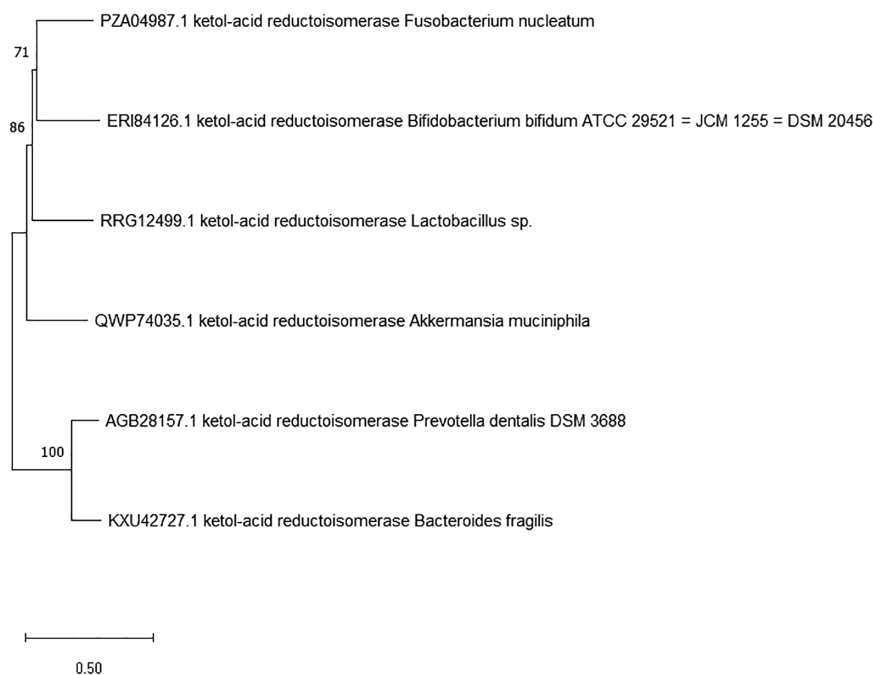 PZA04987.1 ketol-acid reductoisomerase Fusobacterium nucleatum
71
ERI84126.1 ketol-acid reductoisomerase Bifidobacterium bifidum ATCC 29521 = JCM 1255 = DSM 20456
86
RRG12499.1 ketol-acid reductoisomerase Lactobacillus sp.
QWP74035.1 ketol-acid reductoisomerase Akkermansia muciniphila
AGB28157.1 ketol-acid reductoisomerase Prevotella dentalis DSM 3688
100
KXU42727.1 ketol-acid reductoisomerase Bacteroides fragilis
0.50